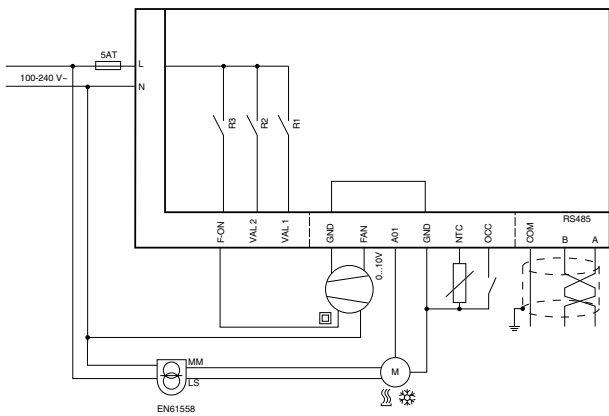 5AT
L
100-240 V~
N
R3
R2
R1
RS485
F-ON
VAL 2
VAL 1
GND
FAN
A01
GND
NTC
OCC
COM
B
A
0...10V
MM
LS
M
EN61558